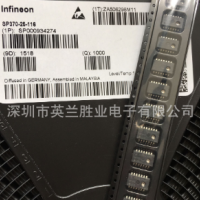 Infineon
SP370-25-116
(1P): SP000934274
(9D): 1518
(Q): 1000
Diffused in GERMANY, Assembled in MALAYSIA
深圳市英兰胜业电子有限公司